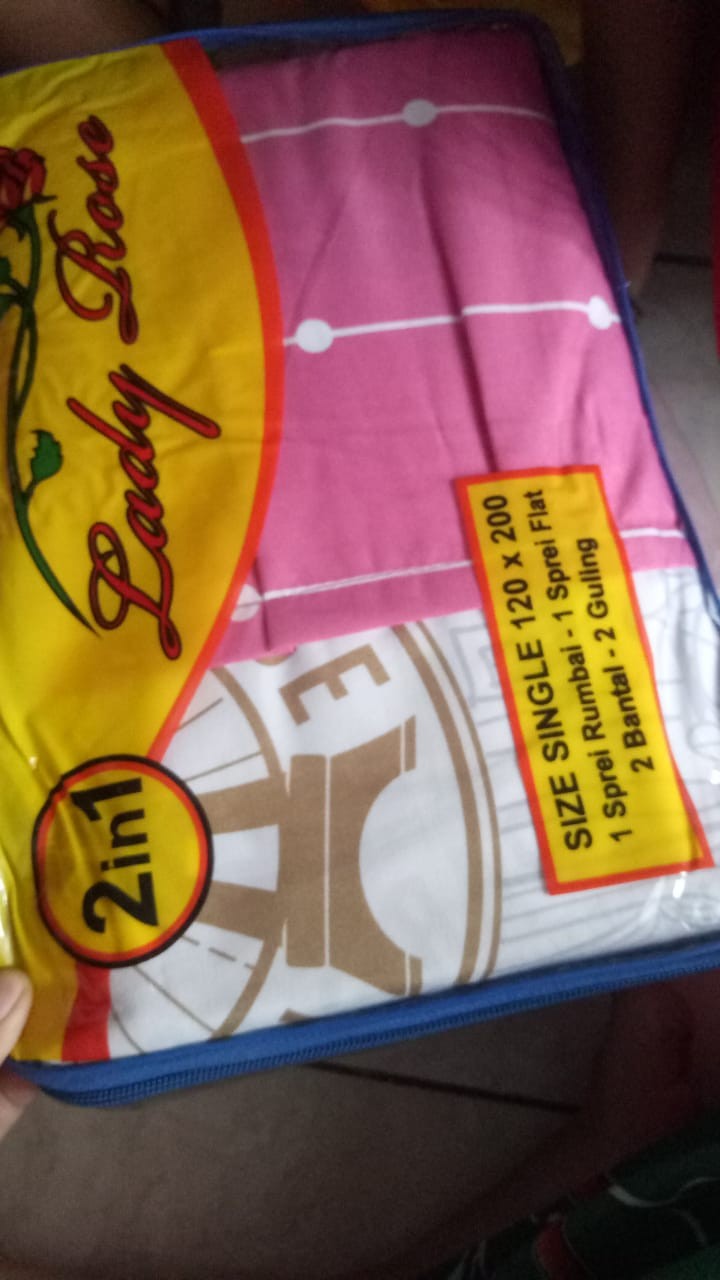 Lady Rose
2in1
SIZE SINGLE 120 x 200
1 Sprei Rumbai - 1 Sprei Flat
2 Bantal - 2 Guling